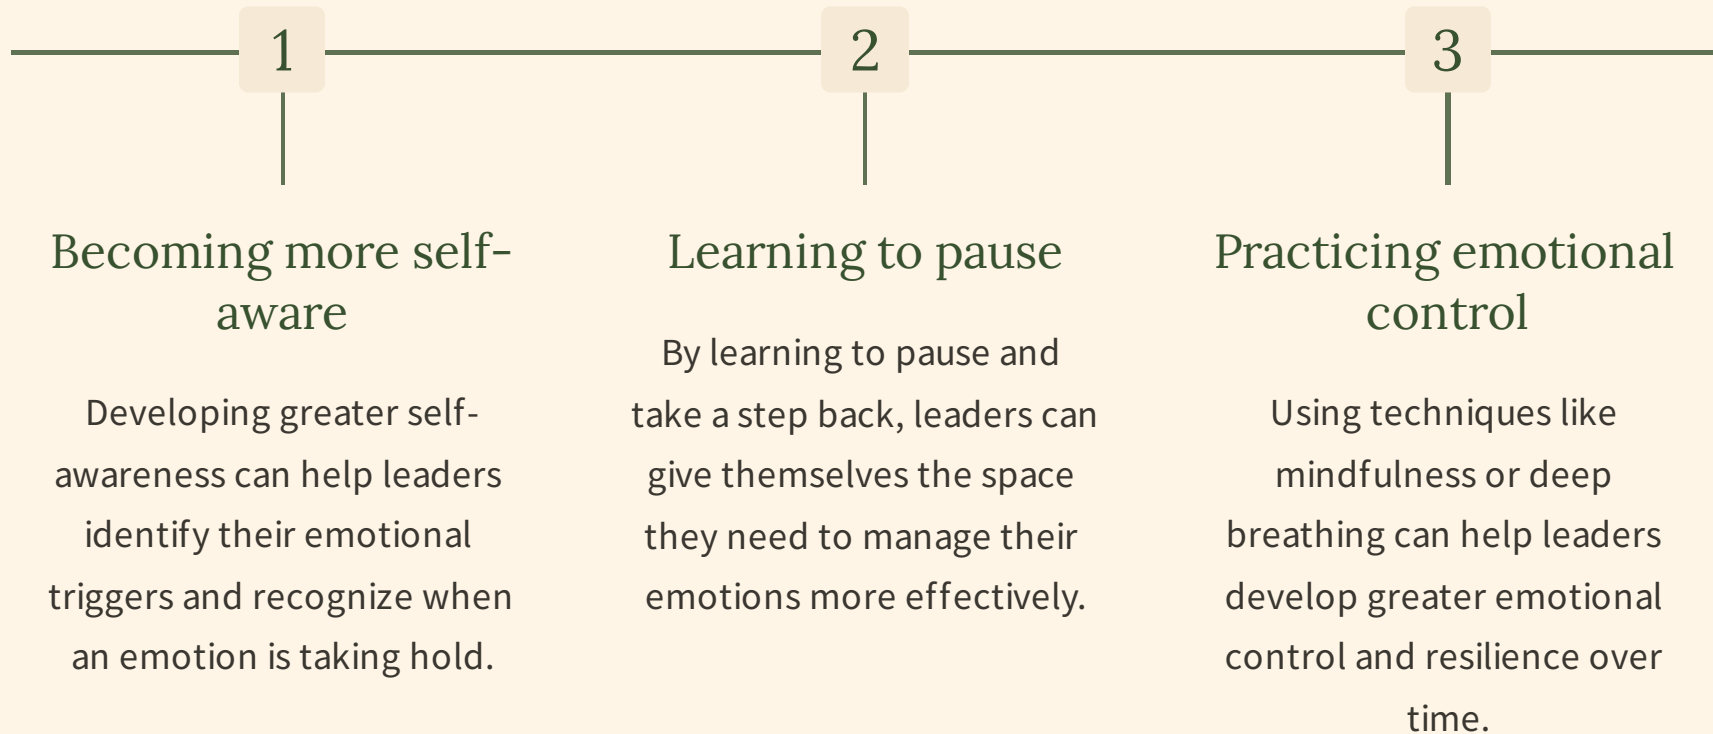 1
Becoming more self-
aware
Developing greater self-
awareness can help leaders
identify their emotional
triggers and recognize when
an emotion is taking hold.
2
Learning to pause
By learning to pause and
take a step back, leaders can
give themselves the space
they need to manage their
emotions more effectively.
3
Practicing emotional
control
Using techniques like
mindfulness or deep
breathing can help leaders
develop greater emotional
control and resilience over
time.